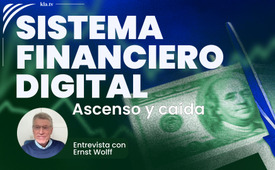 kla.tv
SISTEMA
FINANCIERO
DIGITAL
Ascenso y caída
Entrevista con
Ernst Wolff